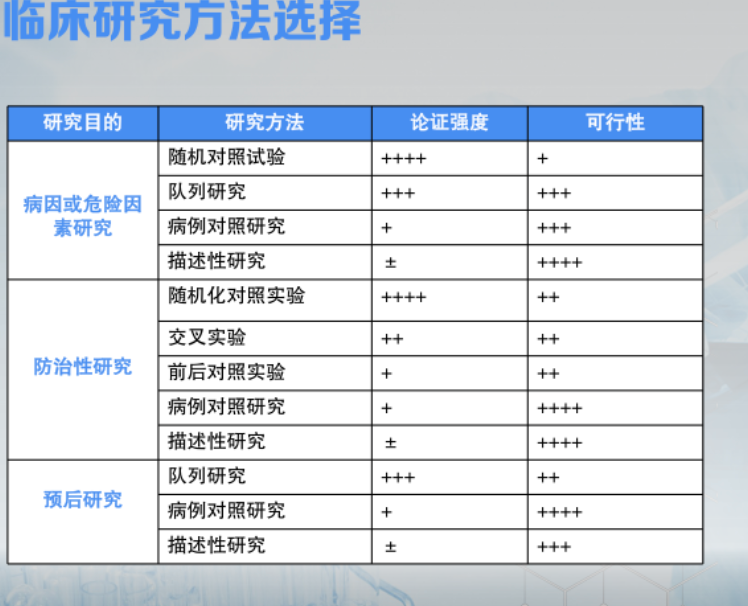 临床研究方法选择
研究目的 研究方法 论证强度 可行性
病因或危险因
素研究
随机对照试验 ++++ +
队列研究 +++ +++
病例对照研究 + +++
描述性研究 ± ++++
防治性研究
随机化对照实验 ++++ ++
交叉实验 ++ ++
前后对照实验 + ++
病例对照研究 + ++++
描述性研究 ± ++++
预后研究
队列研究 +++ ++
病例对照研究 + ++++
描述性研究 ± +++